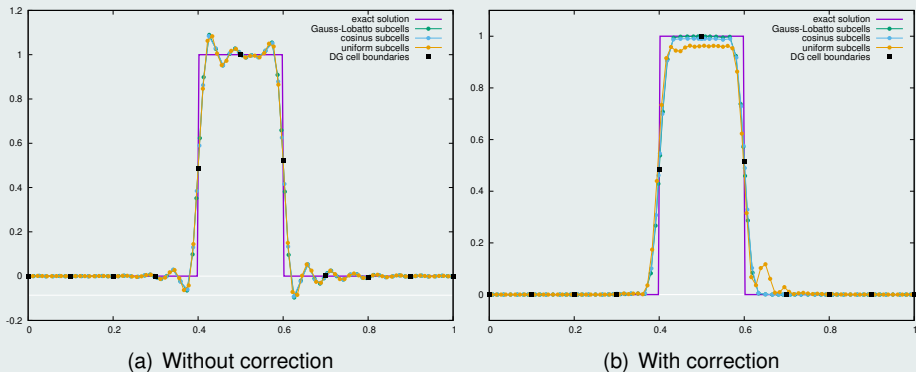 exact solution
Gauss-Lobatto subcells
cosinus subcells
uniform subcells
DG cell boundaries
1.2
1
0.8
0.6
0.4
0.2
0
-0.2
0 0.2 0.4 0.6 0.8 1
(a) Without correction
exact solution
Gauss-Lobatto subcells
cosinus subcells
uniform subcells
DG cell boundaries
1
0.8
0.6
0.4
0.2
0
0 0.2 0.4 0.6 0.8 1
(b) With correction